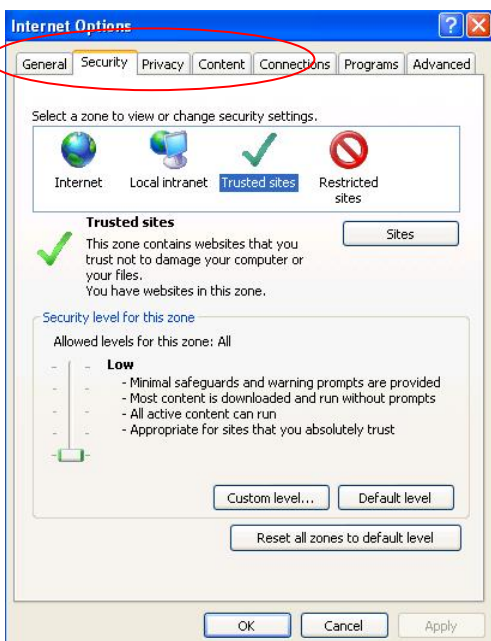 Internet Options
General Security Privacy Content Connections Programs Advanced
Select a zone to view or change security settings.
Internet Local intranet Trusted sites Restricted
sites
Trusted sites
Sites
This zone contains websites that you
trust not to damage your computer or
your files.
You have websites in this zone.
Security level for this zone
Allowed levels for this zone: All
Low
- Minimal safeguards and warning prompts are provided
- Most content is downloaded and run without prompts
- All active content can run
- Appropriate for sites that you absolutely trust
Custom level... Default level
Reset all zones to default level
OK Cancel Apply